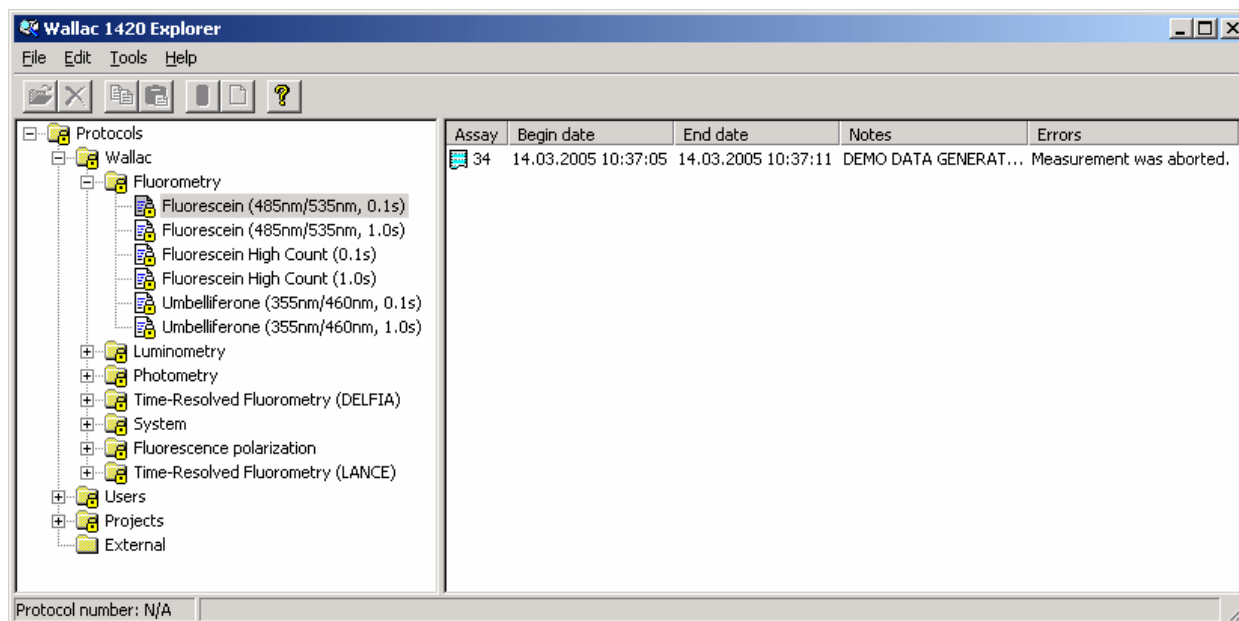 Wallac 1420 Explorer
File Edit Tools Help
Protocols
Wallac
Fluorometry
Fluorescein (485nm/535nm, 0.1s)
Fluorescein (485nm/535nm, 1.0s)
Fluorescein High Count (0.1s)
Fluorescein High Count (1.0s)
Umbelliferone (355nm/460nm, 0.1s)
Umbelliferone (355nm/460nm, 1.0s)
Luminometry
Photometry
Time-Resolved Fluorometry (DELFIA)
System
Fluorescence polarization
Time-Resolved Fluorometry (LANCE)
Users
Projects
External
Assay Begin date End date Notes Errors
34 14.03.2005 10:37:05 14.03.2005 10:37:11 DEMO DATA GENERAT... Measurement was aborted.
Protocol number: N/A